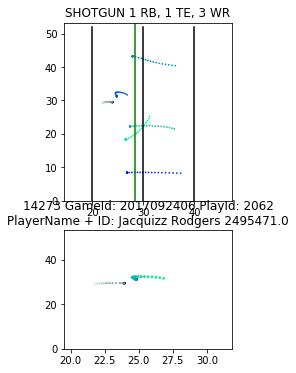 SHOTGUN 1 RB, 1 TE, 3 WR
50
40
30
20
10
0
20 30 40
14273 GameId: 2017092406 PlayId: 2062
PlayerName + ID: Jacquizz Rodgers 2495471.0
40
20
0
20.0 22.5 25.0 27.5 30.0